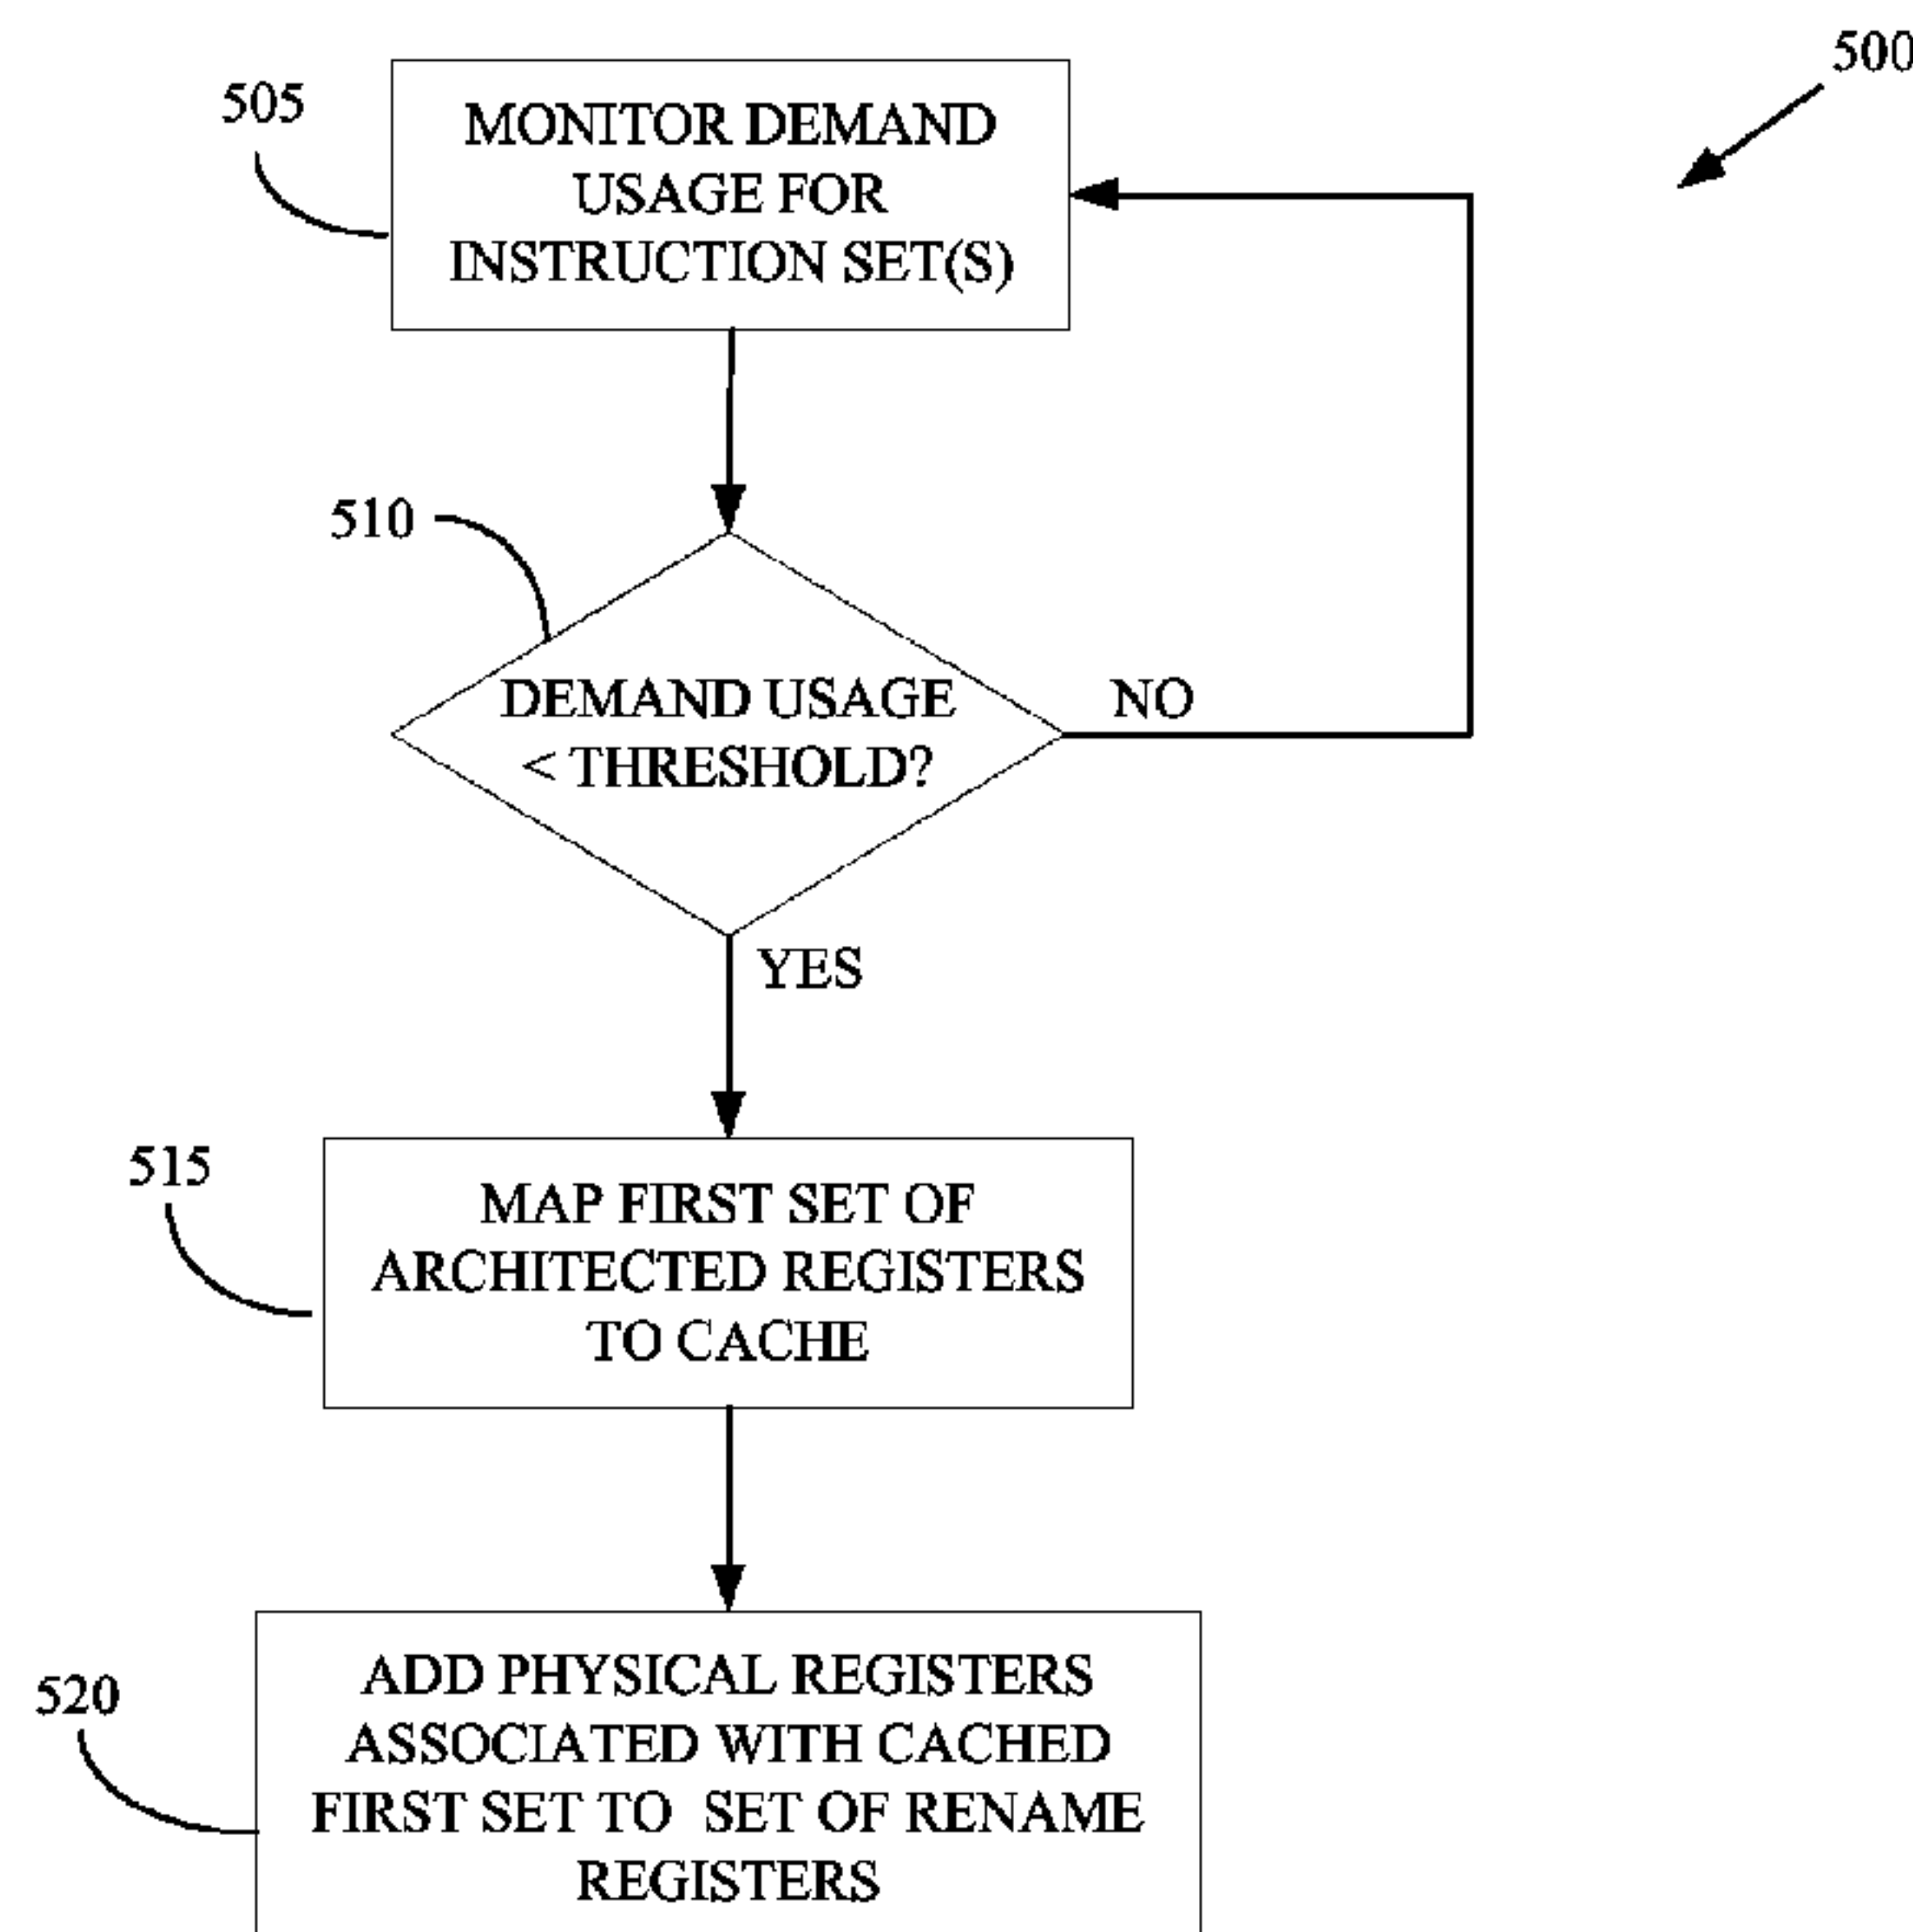 500
505
MONITOR DEMAND
USAGE FOR
INSTRUCTION SET(S)
510
DEMAND USAGE
< THRESHOLD?
NO
YES
515
MAP FIRST SET OF
ARCHITECTED REGISTERS
TO CACHE
520
ADD PHYSICAL REGISTERS
ASSOCIATED WITH CACHED
FIRST SET TO SET OF RENAME
REGISTERS